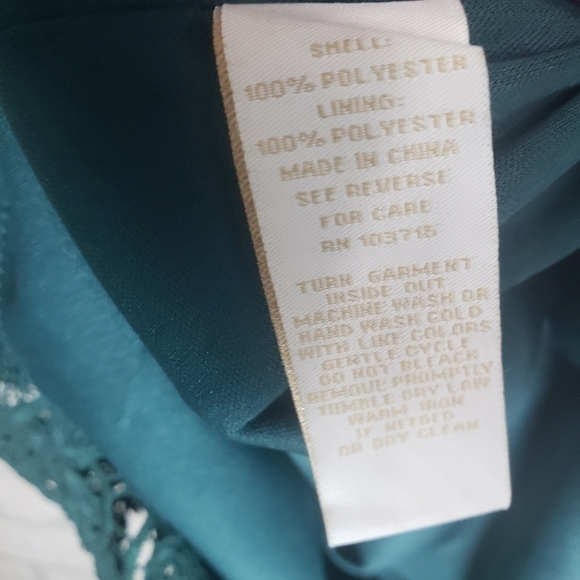 SHELL:
100% POLYESTER
LINING:
100% POLYESTER
MADE IN CHINA
SEE REVERSE
FOR CARE
RN 103715
TURN GARMENT
INSIDE OUT
MACHINE WASH OR
HAND WASH COLD
WITH LIKE COLORS
GENTLE CYCLE
DO NOT BLEACH
REMOVE PROMPTLY
TUMBLE DRY LOW
WARM IRON
IF NEEDED
OR DRY CLEAN